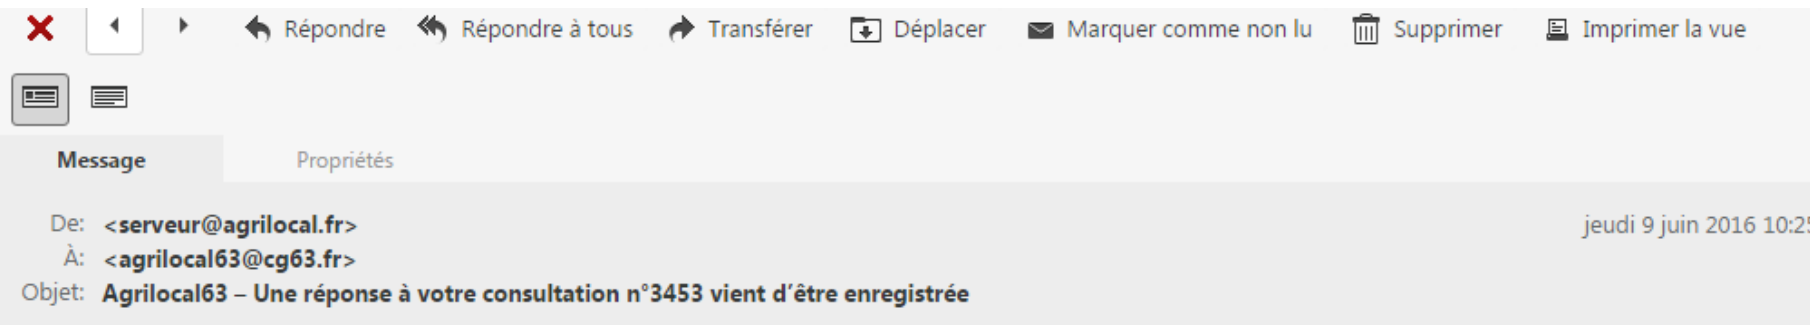 Répondre Répondre à tous Transférer Déplacer Marquer comme non lu Supprimer Imprimer la vue
Message Propriétés
De: <serveur@agrilocal.fr> jeudi 9 juin 2016 10:25
À: <agrilocal63@cg63.fr>
Objet: Agrilocal63 – Une réponse à votre consultation n°3453 vient d’être enregistrée